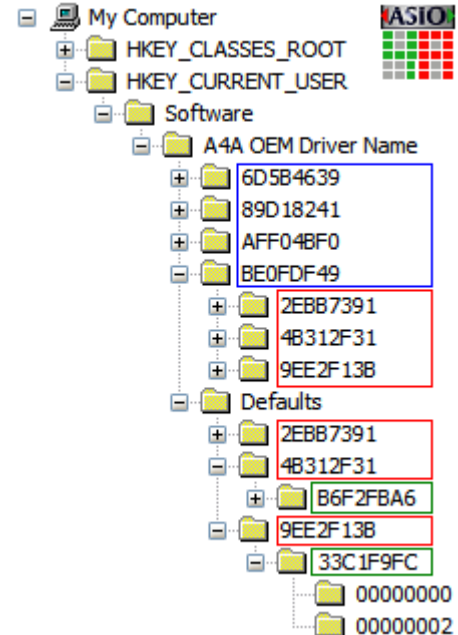 My Computer
ASIO
HKEY_CLASSES_ROOT
HKEY_CURRENT_USER
Software
A4A OEM Driver Name
6D5B4639
89D18241
AFF04BF0
BE0FDF49
2EBB7391
4B312F31
9EE2F13B
Defaults
2EBB7391
4B312F31
B6F2FBA6
9EE2F13B
33C1F9FC
00000000
00000002